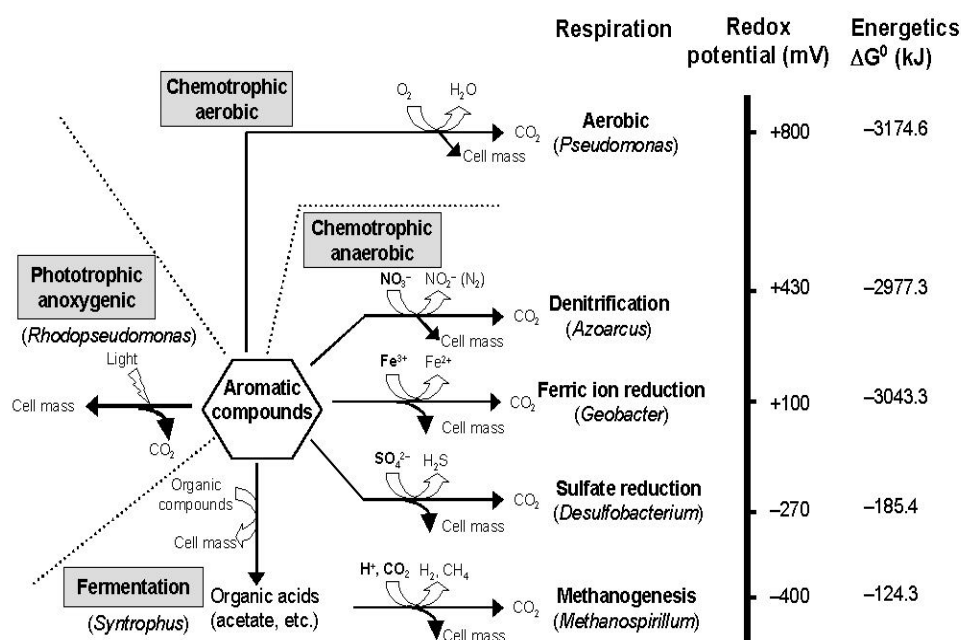 Respiration
Redox
potential (mV)
Energetics
ΔG⁰ (kJ)
Chemotrophic
aerobic
O₂
H₂O
CO₂
Cell mass
Aerobic
(Pseudomonas)
+800
–3174.6
Chemotrophic
anaerobic
Phototrophic
anoxygenic
(Rhodopseudomonas)
NO₃⁻
NO₂⁻ (N₂)
CO₂
Cell mass
Denitrification
(Azoarcus)
+430
–2977.3
Light
Cell mass
CO₂
Aromatic
compounds
Fe³⁺
Fe²⁺
CO₂
Cell mass
Ferric ion reduction
(Geobacter)
+100
–3043.3
SO₄²⁻
H₂S
CO₂
Cell mass
Sulfate reduction
(Desulfobacterium)
–270
–185.4
Organic
compounds
Cell mass
Fermentation
(Syntrophus)
Organic acids
(acetate, etc.)
H⁺, CO₂
H₂, CH₄
CO₂
Cell mass
Methanogenesis
(Methanospirillum)
–400
–124.3